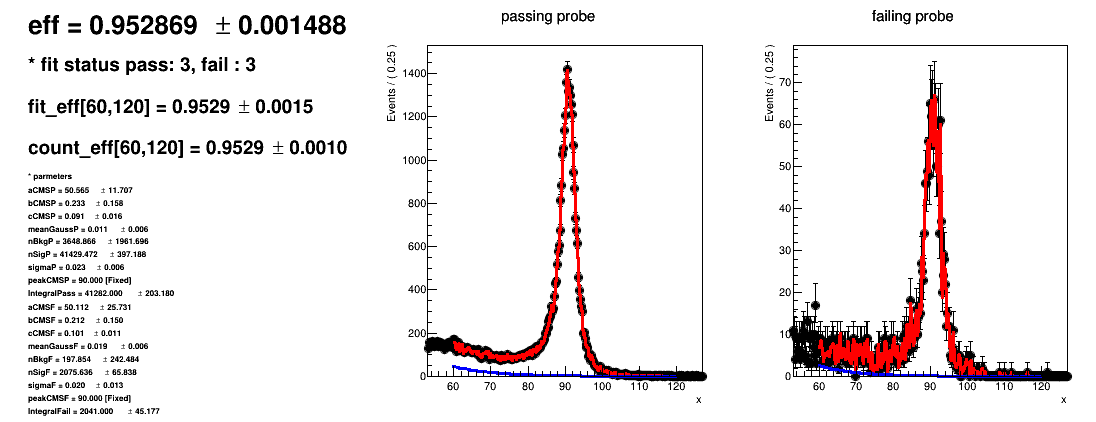 eff = 0.952869 ± 0.001488
* fit status pass: 3, fail : 3
fit_eff[60,120] = 0.9529 ± 0.0015
count_eff[60,120] = 0.9529 ± 0.0010
* parmeters
aCMSP = 50.565 ± 11.707
bCMSP = 0.233 ± 0.158
cCMSP = 0.091 ± 0.016
meanGaussP = 0.011 ± 0.006
nBkgP = 3648.866 ± 1961.696
nSigP = 41429.472 ± 397.188
sigmaP = 0.023 ± 0.006
peakCMSP = 90.000 [Fixed]
IntegralPass = 41282.000 ± 203.180
aCMSF = 50.112 ± 25.731
bCMSF = 0.212 ± 0.150
cCMSF = 0.101 ± 0.011
meanGaussF = 0.019 ± 0.006
nBkgF = 197.854 ± 242.484
nSigF = 2075.636 ± 65.838
sigmaF = 0.020 ± 0.013
peakCMSF = 90.000 [Fixed]
IntegralFail = 2041.000 ± 45.177
passing probe
Events / ( 0.25 )
1400
1200
1000
800
600
400
200
0
60 70 80 90 100 110 120
x
failing probe
Events / ( 0.25 )
70
60
50
40
30
20
10
0
60 70 80 90 100 110 120
x